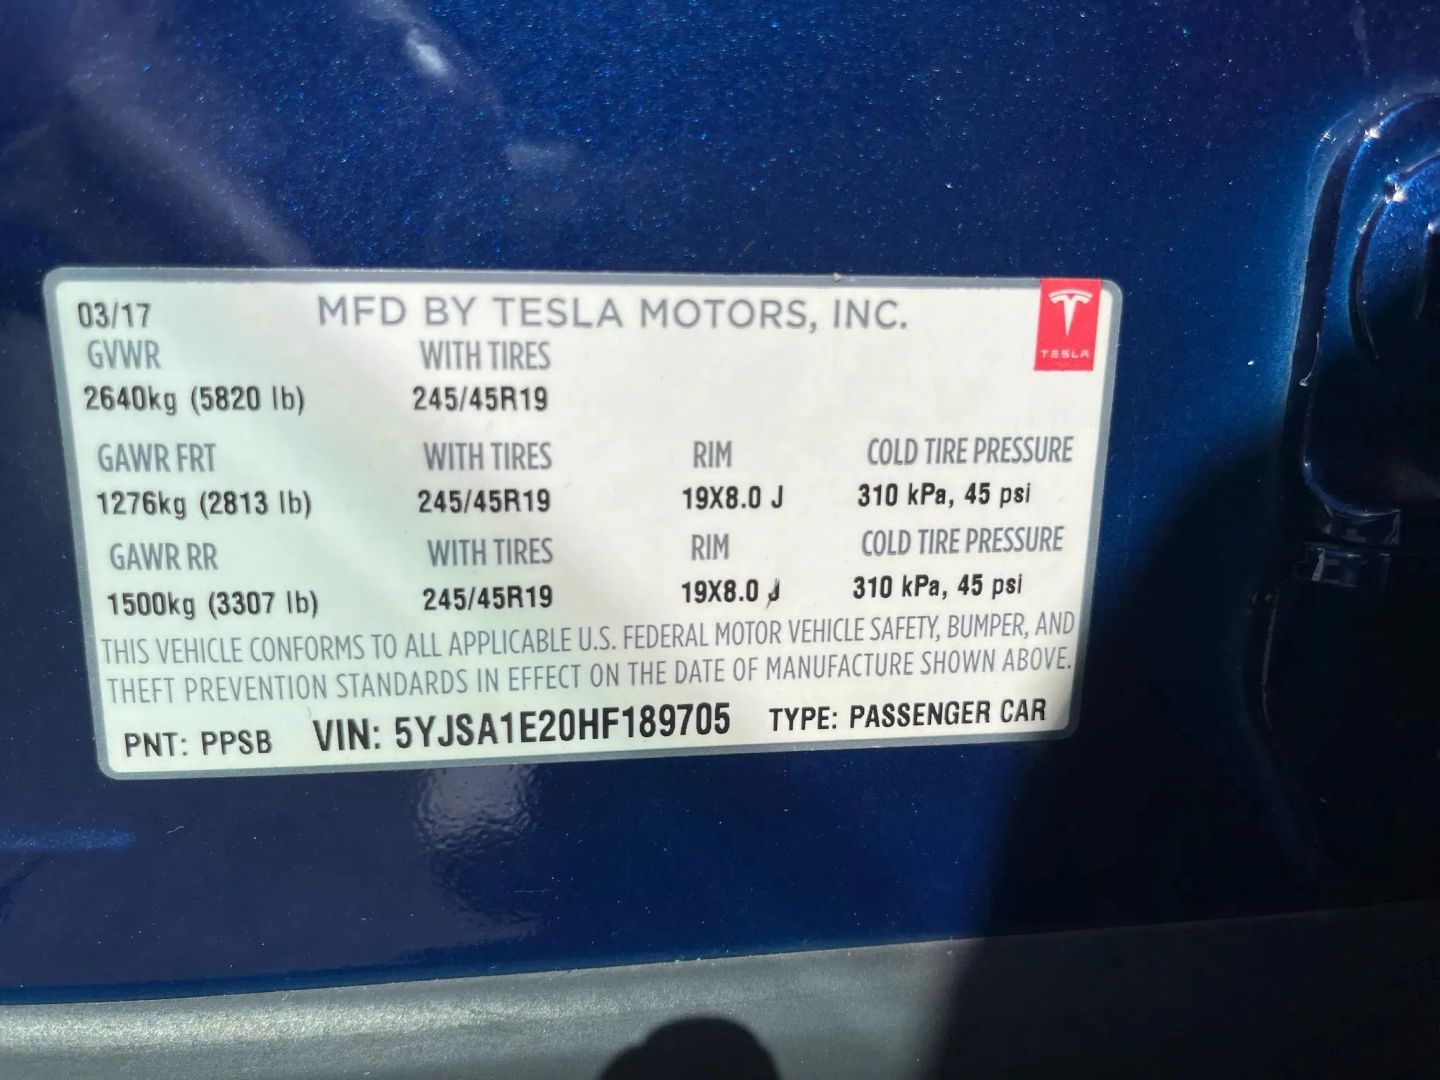 03/17 MFD BY TESLA MOTORS, INC.
TESLA
GVWR WITH TIRES
2640kg (5820 lb) 245/45R19
GAWR FRT WITH TIRES RIM COLD TIRE PRESSURE
1276kg (2813 lb) 245/45R19 19X8.0 J 310 kPa, 45 psi
GAWR RR WITH TIRES RIM COLD TIRE PRESSURE
1500kg (3307 lb) 245/45R19 19X8.0 J 310 kPa, 45 psi
THIS VEHICLE CONFORMS TO ALL APPLICABLE U.S. FEDERAL MOTOR VEHICLE SAFETY, BUMPER, AND
THEFT PREVENTION STANDARDS IN EFFECT ON THE DATE OF MANUFACTURE SHOWN ABOVE.
PNT: PPSB VIN: 5YJSA1E20HF189705 TYPE: PASSENGER CAR